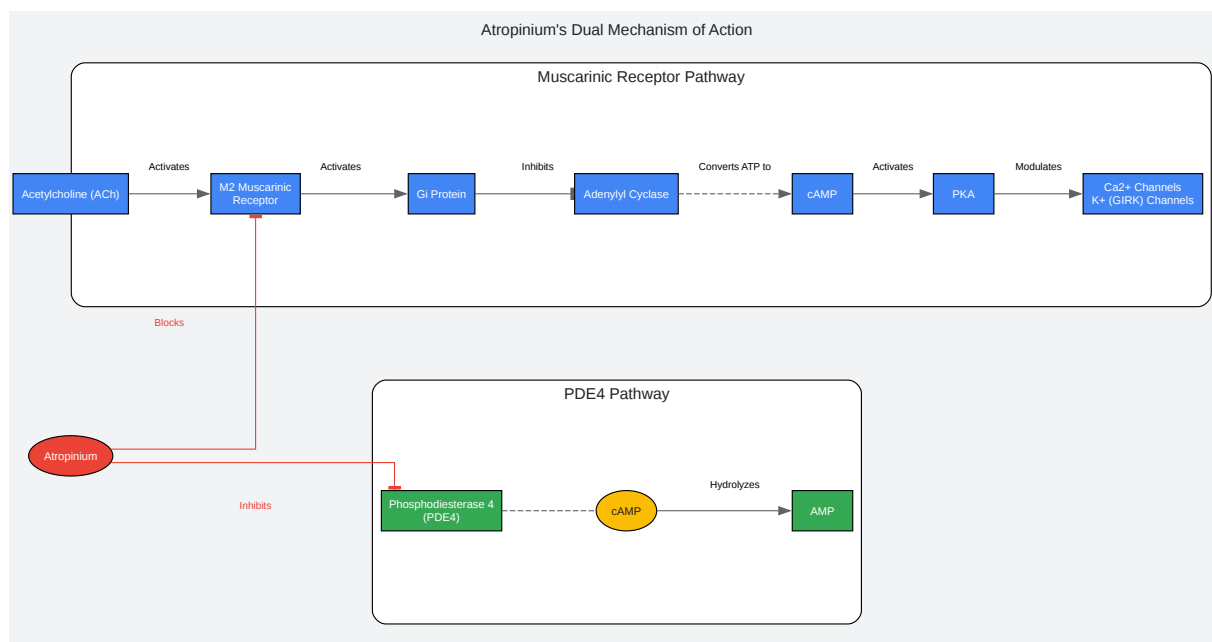 Atropinium's Dual Mechanism of Action
Muscarinic Receptor Pathway
Activates
Activates
Inhibits
Converts ATP to
Activates
Modulates
Acetylcholine (ACh)
M2 Muscarinic
Receptor
Gi Protein
Adenylyl Cyclase
cAMP
PKA
Ca2+ Channels
K+ (GIRK) Channels
Blocks
PDE4 Pathway
Atropinium
Inhibits
Hydrolyzes
Phosphodiesterase 4
(PDE4)
cAMP
AMP